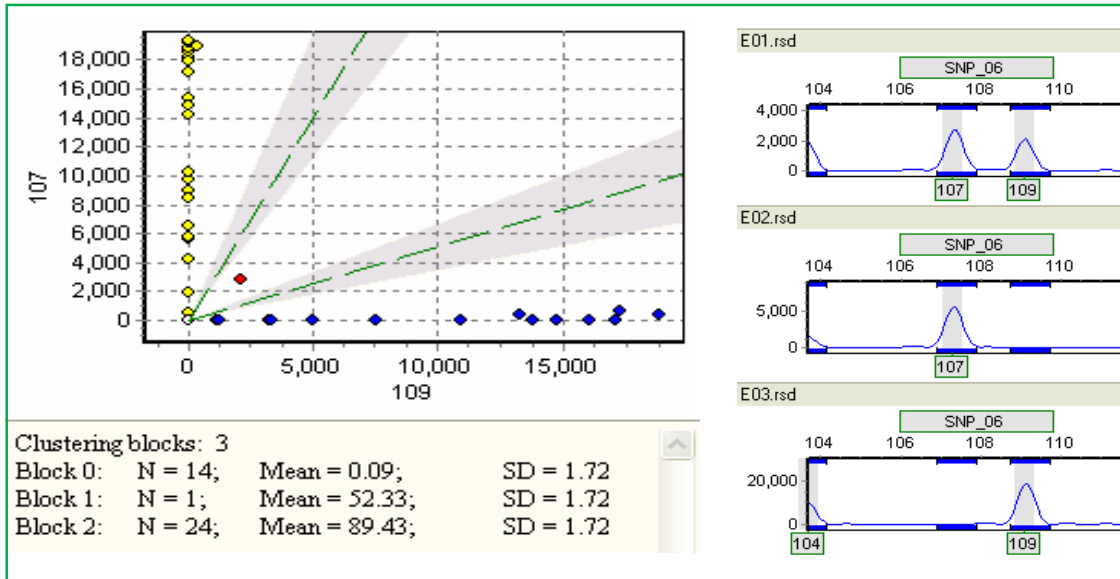 18,000
16,000
14,000
12,000
10,000
8,000
6,000
4,000
2,000
0
107
0 5,000 10,000 15,000
109
Clustering blocks: 3
Block 0: N = 14; Mean = 0.09; SD = 1.72
Block 1: N = 1; Mean = 52.33; SD = 1.72
Block 2: N = 24; Mean = 89.43; SD = 1.72
E01.rsd
SNP_06
104 106 108 110
4,000
2,000
0
107 109
E02.rsd
SNP_06
104 106 108 110
5,000
0
107
E03.rsd
SNP_06
104 106 108 110
20,000
0
104 109